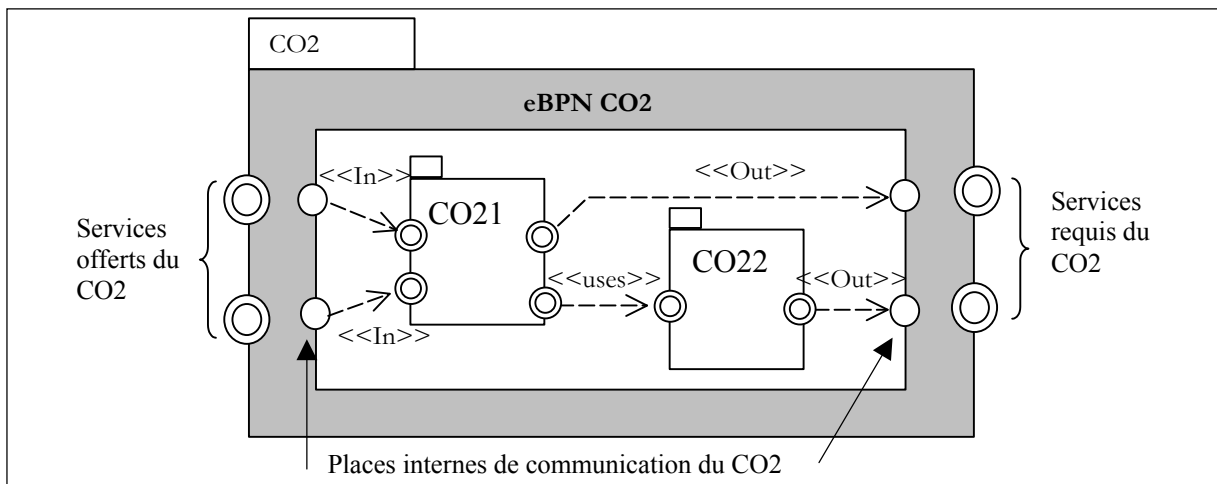 CO2
eBPN CO2
<<In>>
<<Out>>
CO21
Services
offerts du
CO2
Services
requis du
CO2
CO22
<<uses>>
<<Out>>
<<In>>
Places internes de communication du CO2